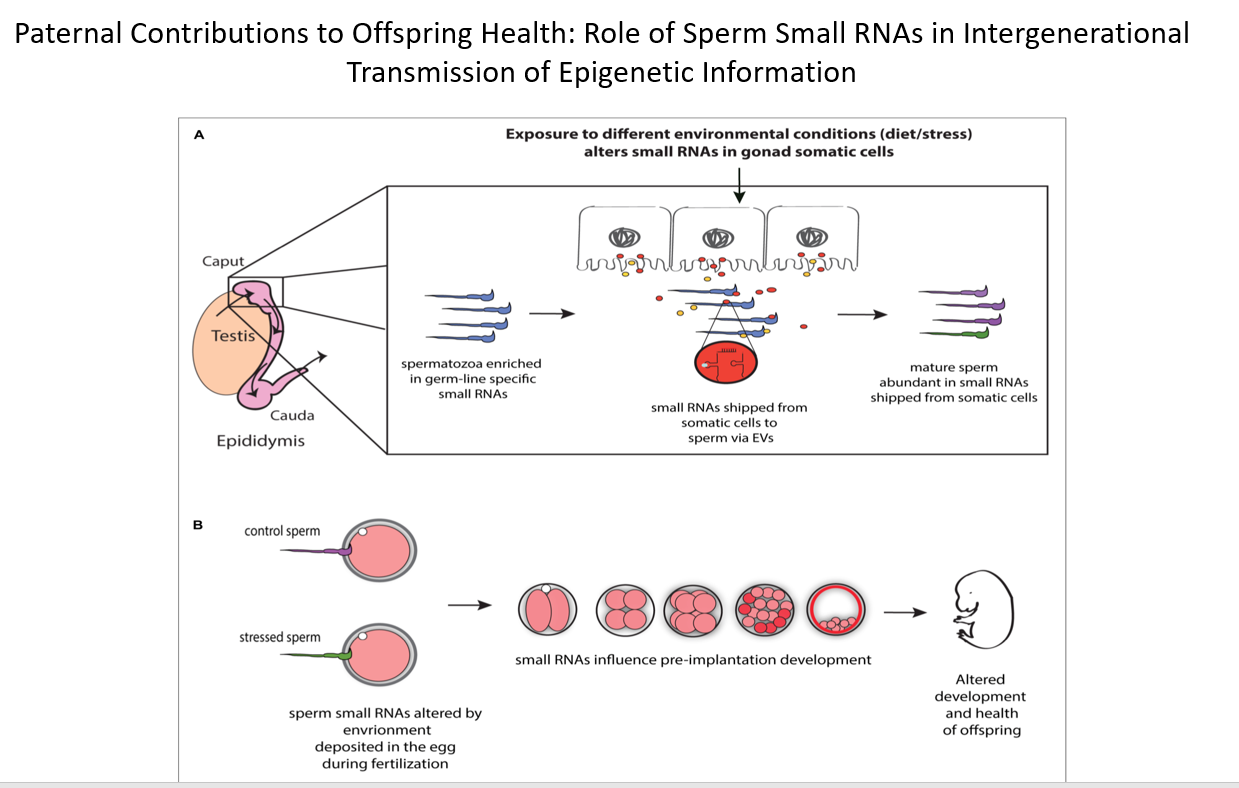 Paternal Contributions to Offspring Health: Role of Sperm Small RNAs in Intergenerational
Transmission of Epigenetic Information
A
Exposure to different environmental conditions (diet/stress)
alters small RNAs in gonad somatic cells
Caput
Testis
Cauda
Epididymis
spermatozoa enriched
in germ-line specific
small RNAs
small RNAs shipped from
somatic cells to
sperm via EVs
mature sperm
abundant in small RNAs
shipped from somatic cells
B
control sperm
stressed sperm
sperm small RNAs altered by
envrionment
deposited in the egg
during fertilization
small RNAs influence pre-implantation development
Altered
development
and health
of offspring